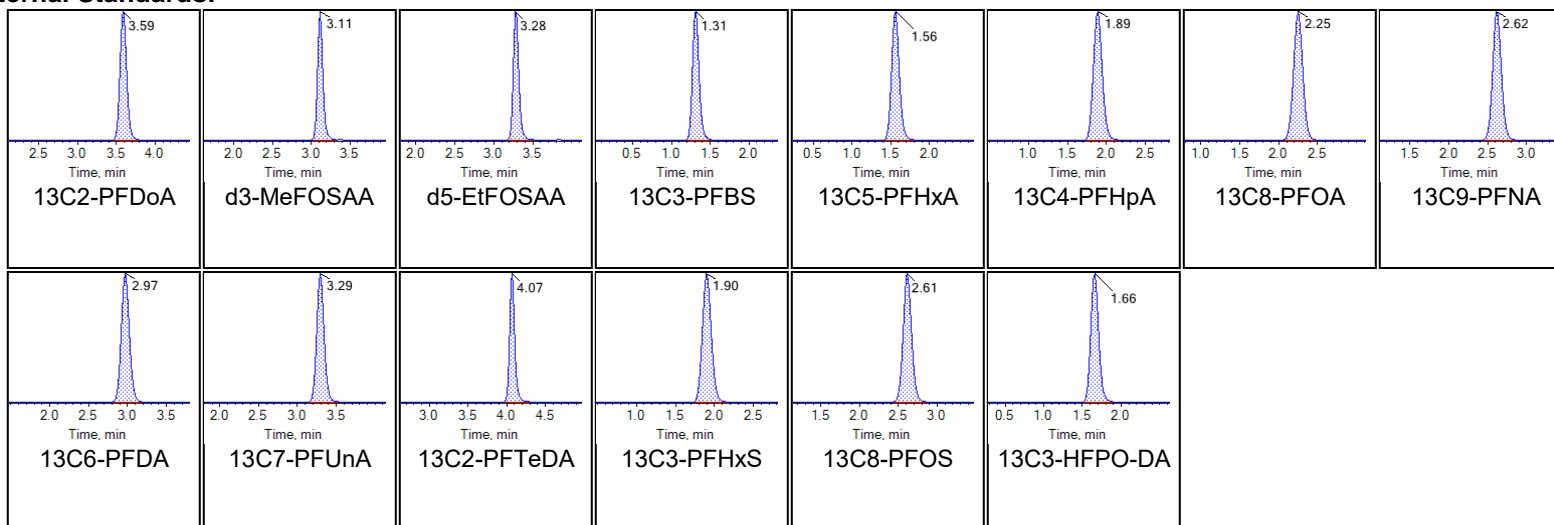 ternal Standards:
3.59
2.5 3.0 3.5 4.0
Time, min
13C2-PFDoA
3.11
2.0 2.5 3.0 3.5
Time, min
d3-MeFOSAA
3.28
2.0 2.5 3.0 3.5
Time, min
d5-EtFOSAA
1.31
0.5 1.0 1.5 2.0
Time, min
13C3-PFBS
1.56
0.5 1.0 1.5 2.0
Time, min
13C5-PFHxA
1.89
1.0 1.5 2.0 2.5
Time, min
13C4-PFHpA
2.25
1.0 1.5 2.0 2.5
Time, min
13C8-PFOA
2.62
1.5 2.0 2.5 3.0
Time, min
13C9-PFNA
2.97
2.0 2.5 3.0 3.5
Time, min
13C6-PFDA
3.29
2.0 2.5 3.0 3.5
Time, min
13C7-PFUnA
4.07
3.0 3.5 4.0 4.5
Time, min
13C2-PFTeDA
1.90
1.0 1.5 2.0 2.5
Time, min
13C3-PFHxS
2.61
1.5 2.0 2.5 3.0
Time, min
13C8-PFOS
1.66
0.5 1.0 1.5 2.0
Time, min
13C3-HFPO-DA